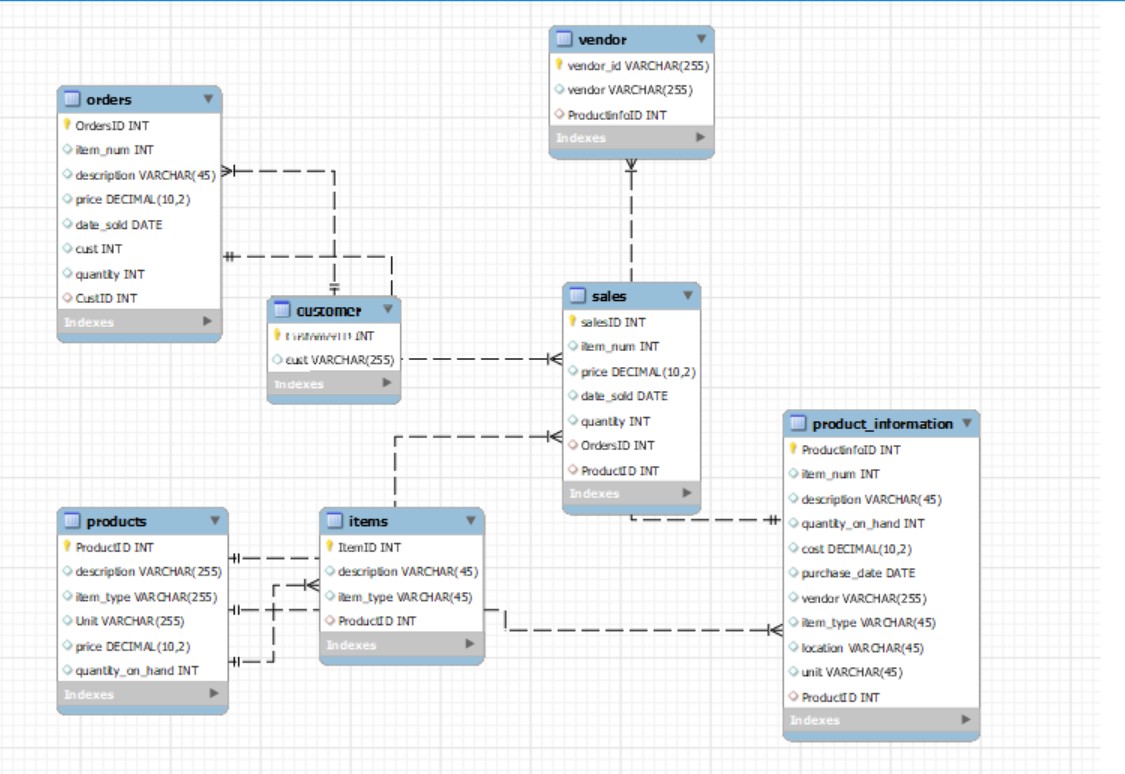 vendor
vendor_id VARCHAR(255)
vendor VARCHAR(255)
ProductinfoID INT
Indexes
orders
OrdersID INT
item_num INT
description VARCHAR(45)
price DECIMAL(10,2)
date_sold DATE
cust INT
quantity INT
CustID INT
Indexes
customer
CustomerID INT
cust VARCHAR(255)
Indexes
sales
salesID INT
item_num INT
price DECIMAL(10,2)
date_sold DATE
quantity INT
OrdersID INT
ProductID INT
Indexes
product_information
ProductinfoID INT
item_num INT
description VARCHAR(45)
quantity_on_hand INT
cost DECIMAL(10,2)
purchase_date DATE
vendor VARCHAR(255)
item_type VARCHAR(45)
location VARCHAR(45)
unit VARCHAR(45)
ProductID INT
Indexes
products
ProductID INT
description VARCHAR(255)
item_type VARCHAR(255)
Unit VARCHAR(255)
price DECIMAL(10,2)
quantity_on_hand INT
Indexes
items
ItemID INT
description VARCHAR(45)
item_type VARCHAR(45)
ProductID INT
Indexes